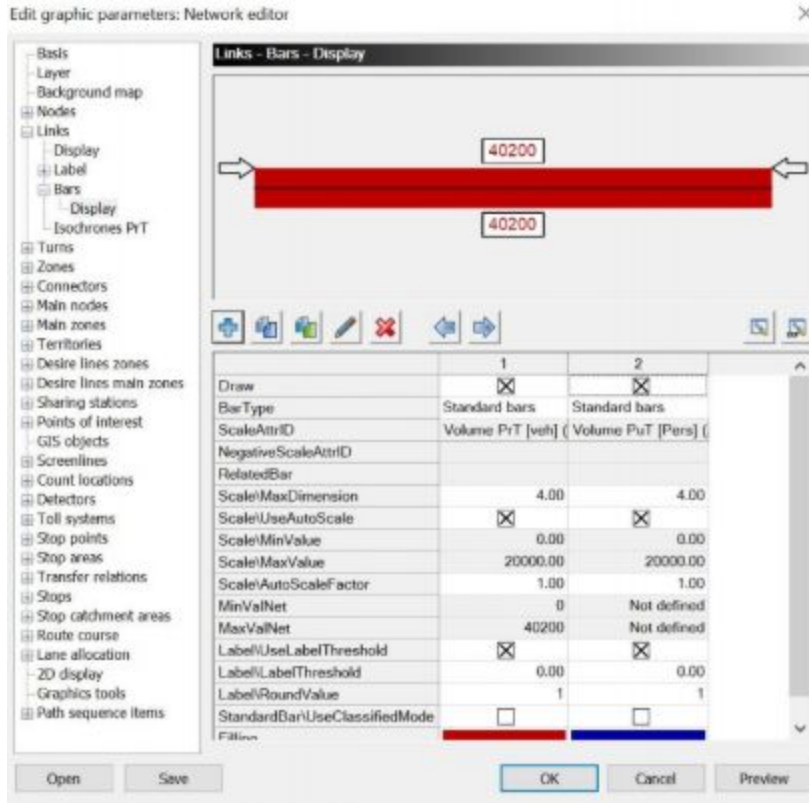 Edit graphic parameters: Network editor
Basis
Layer
Background map
Nodes
Links
Display
Label
Bars
Display
Isochrones PrT
Turns
Zones
Connectors
Main nodes
Main zones
Territories
Desire lines zones
Desire lines main zones
Sharing stations
Points of interest
GIS objects
Screenlines
Count locations
Detectors
Toll systems
Stop points
Stop areas
Transfer relations
Stops
Stop catchment areas
Route course
Lane allocation
2D display
Graphics tools
Path sequence items
Links - Bars - Display
40200
40200
1 2
Draw
BarType Standard bars Standard bars
ScaleAttrID Volume PrT [veh] ( Volume PuT [Pers] (
NegativeScaleAttrID
RelatedBar
Scale\MaxDimension 4.00 4.00
Scale\UseAutoScale
Scale\MinValue 0.00 0.00
Scale\MaxValue 20000.00 20000.00
Scale\AutoScaleFactor 1.00 1.00
MinValNet 0 Not defined
MaxValNet 40200 Not defined
Label\UseLabelThreshold
Label\LabelThreshold 0.00 0.00
Label\RoundValue 1 1
StandardBar\UseClassifiedMode
Filling
Open Save OK Cancel Preview